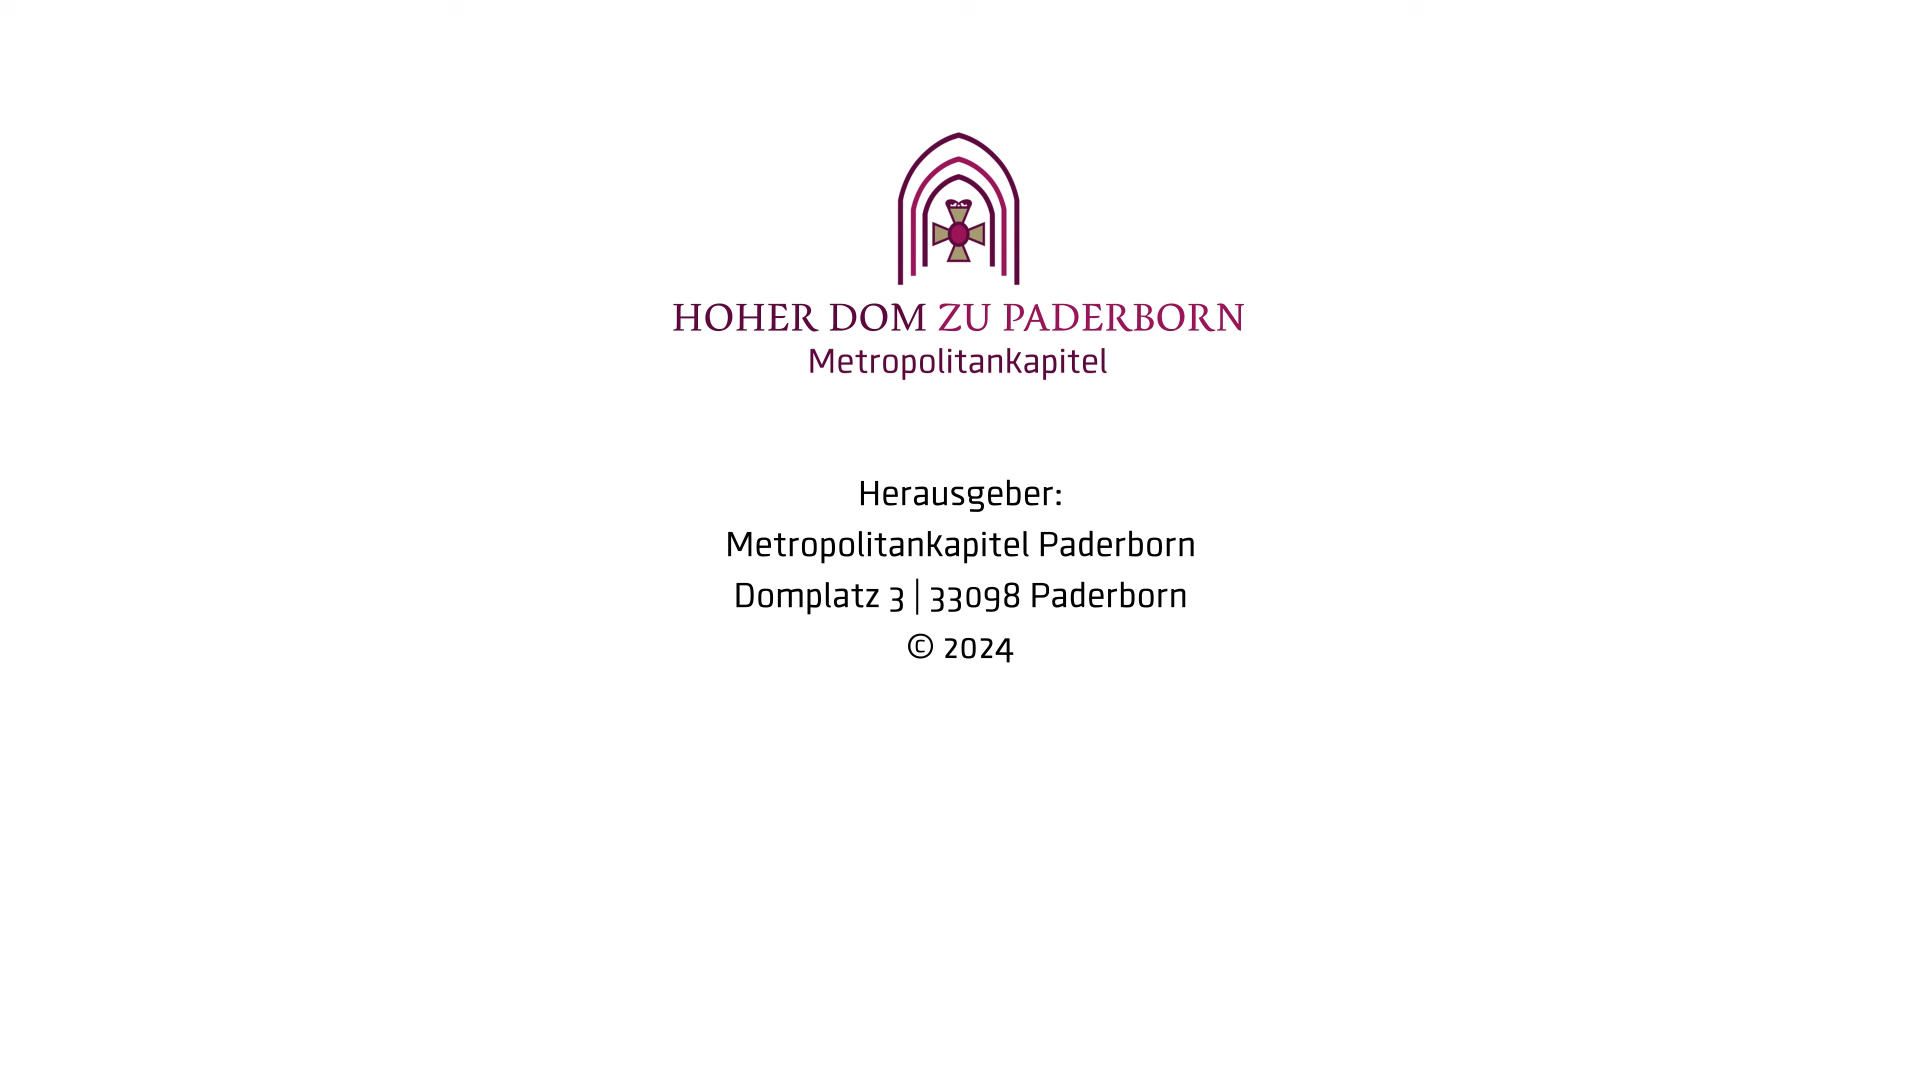 HOHER DOM ZU PADERBORN
Metropolitankapitel
Herausgeber:
Metropolitankapitel Paderborn
Domplatz 3 | 33098 Paderborn
© 2024